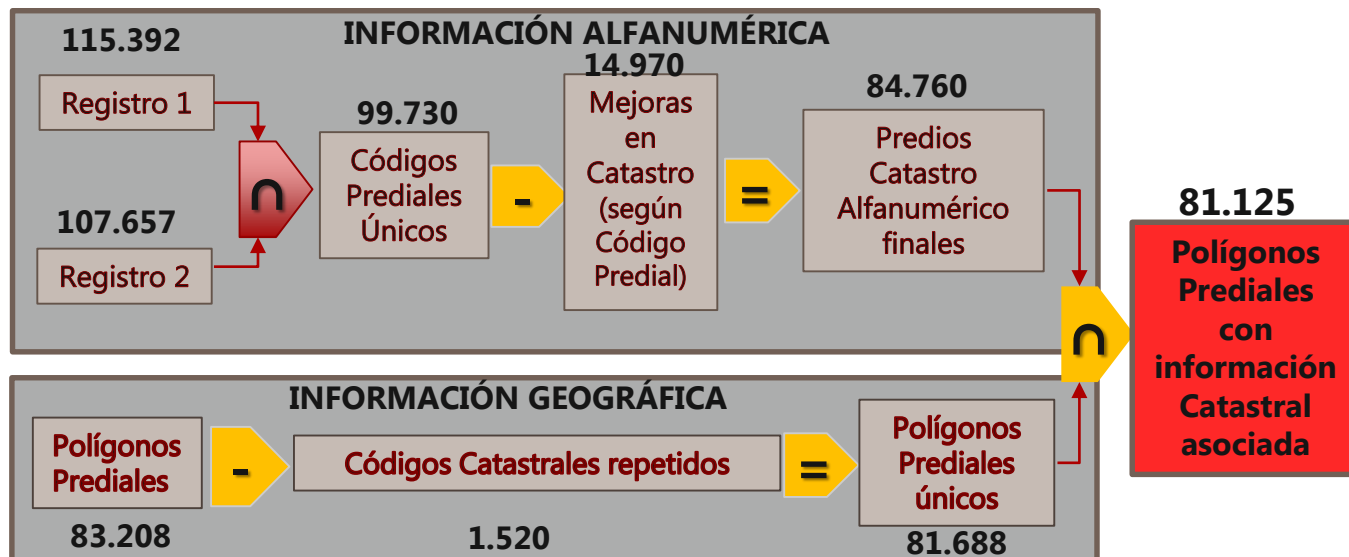 INFORMACIÓN ALFANUMÉRICA
115.392
Registro 1
107.657
Registro 2
∩
99.730
Códigos
Prediales
Únicos
-
14.970
Mejoras
en
Catastro
(según
Código
Predial)
=
84.760
Predios
Catastro
Alfanumérico
finales
∩
81.125
Polígonos
Prediales
con
información
Catastral
asociada
INFORMACIÓN GEOGRÁFICA
Polígonos
Prediales
83.208
-
Códigos Catastrales repetidos
1.520
=
Polígonos
Prediales
únicos
81.688